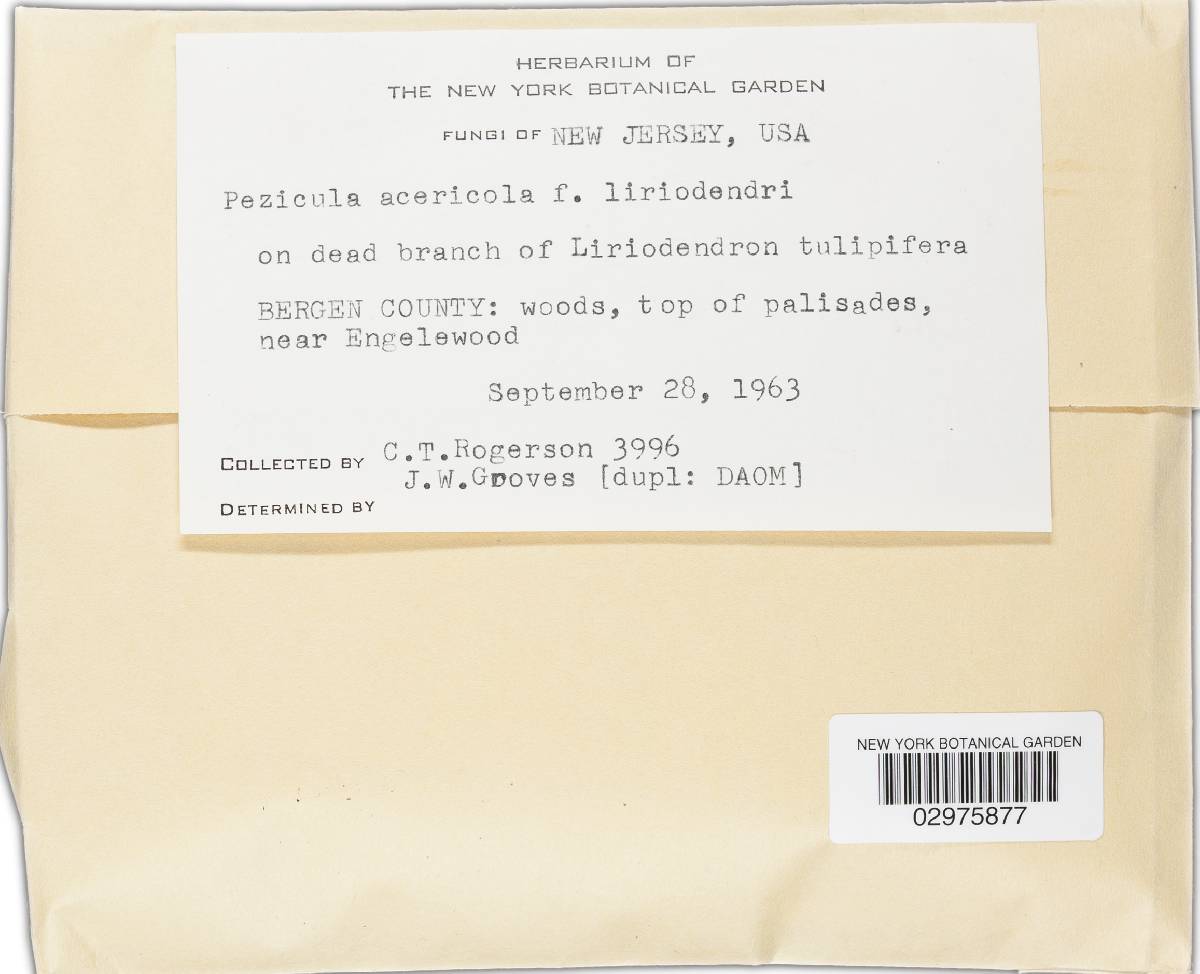 HERBARIUM OF
THE NEW YORK BOTANICAL GARDEN
FUNGI OF NEW JERSEY, USA
Pezicula acericola f. liriodendri
on dead branch of Liriodendron tulipifera
BERGEN COUNTY: woods, top of palisades,
near Engelewood
September 28, 1963
COLLECTED BY C.T.Rogerson 3996
J.W.Groves [dupl: DAOM]
DETERMINED BY
NEW YORK BOTANICAL GARDEN
02975877